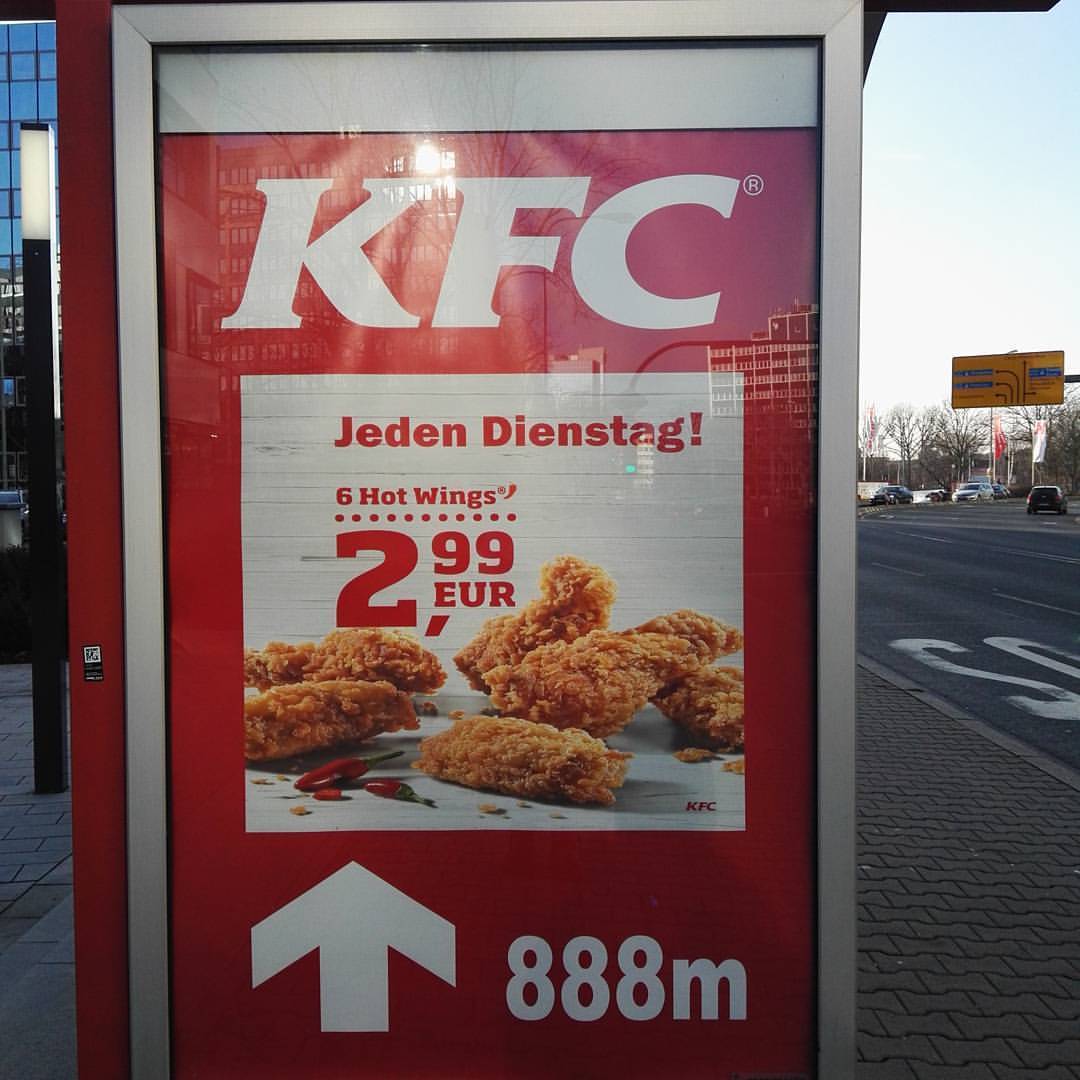 KFC®
Jeden Dienstag!
6 Hot Wings®
2,99
EUR
KFC
888m